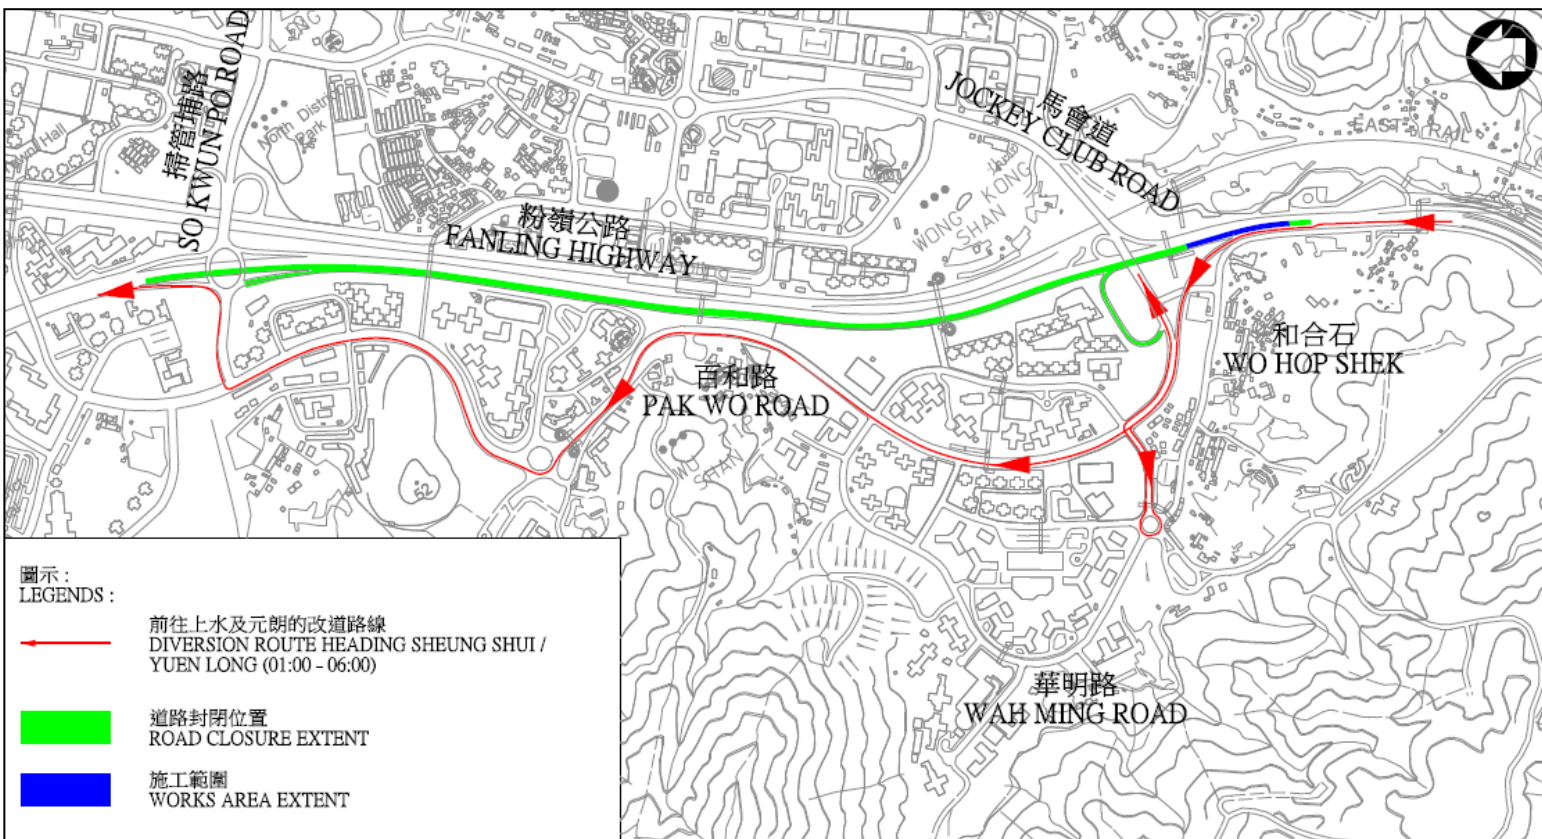 掃管埔路
SO KWUN PO ROAD
North District
Park
粉嶺公路
FANLING HIGHWAY
馬會道
JOCKEY CLUB ROAD
EAST RAIL
WONG KONG
SHAN
和合石
WO HOP SHEK
百和路
PAK WO ROAD
52
華明路
WAH MING ROAD
圖示 :
LEGENDS :
前往上水及元朗的改道路線
DIVERSION ROUTE HEADING SHEUNG SHUI /
YUEN LONG (01:00 - 06:00)
道路封閉位置
ROAD CLOSURE EXTENT
施工範圍
WORKS AREA EXTENT